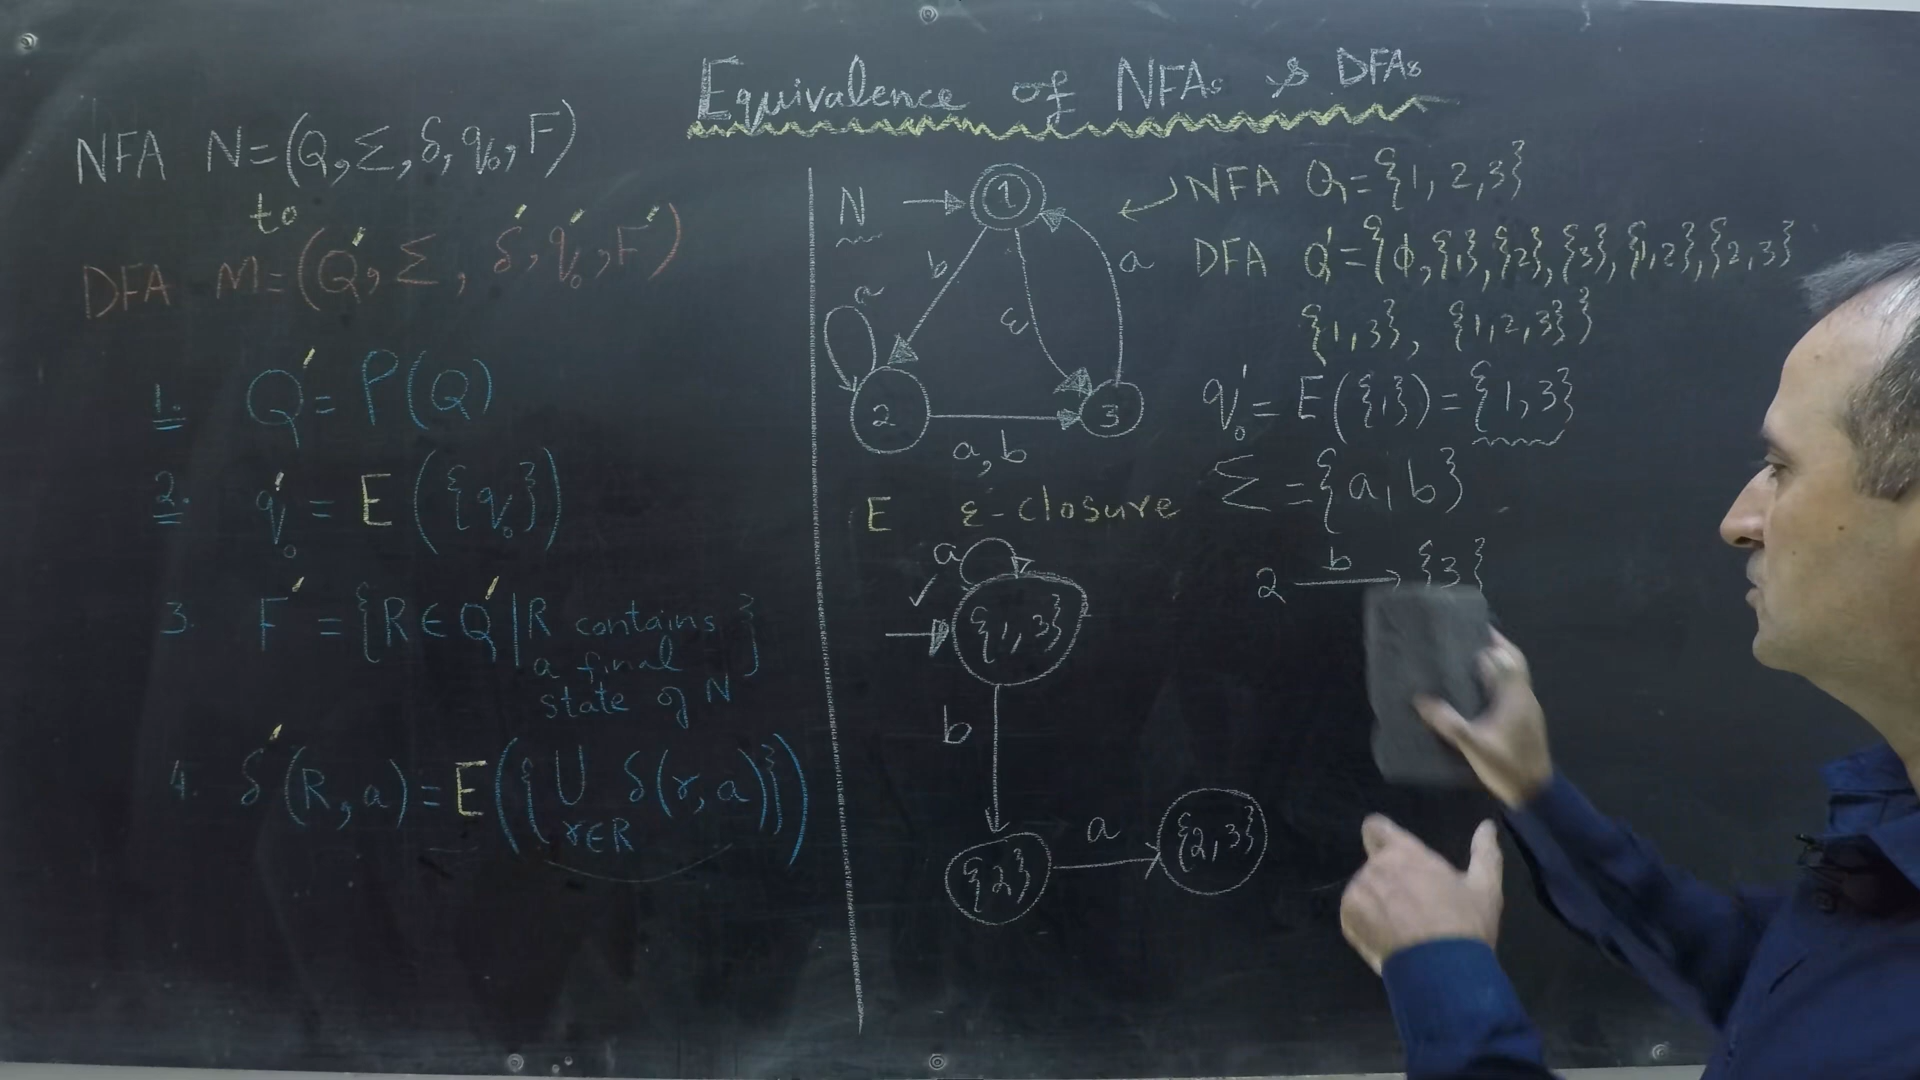 Equivalence of NFAs & DFAs
NFA N=(Q, Σ, δ, q₀, F)
to
DFA M=(Q', Σ, δ', q₀', F')
1. Q' = P(Q)
2. q₀' = E({q₀})
3. F' = {R ∈ Q' | R contains
a final
state of N}
4. δ'(R, a) = E({∪ δ(r, a)})
r∈R
N
1
b
ε
a
a
2
3
a, b
E ε-closure
a
{1, 3}
b
{2}
a
{2, 3}
NFA Q={1, 2, 3}
DFA Q'={ϕ, {1}, {2}, {3}, {1, 2}, {2, 3}
{1, 3}, {1, 2, 3}}
q₀' = E({1}) = {1, 3}
Σ = {a, b}
2 b {3}